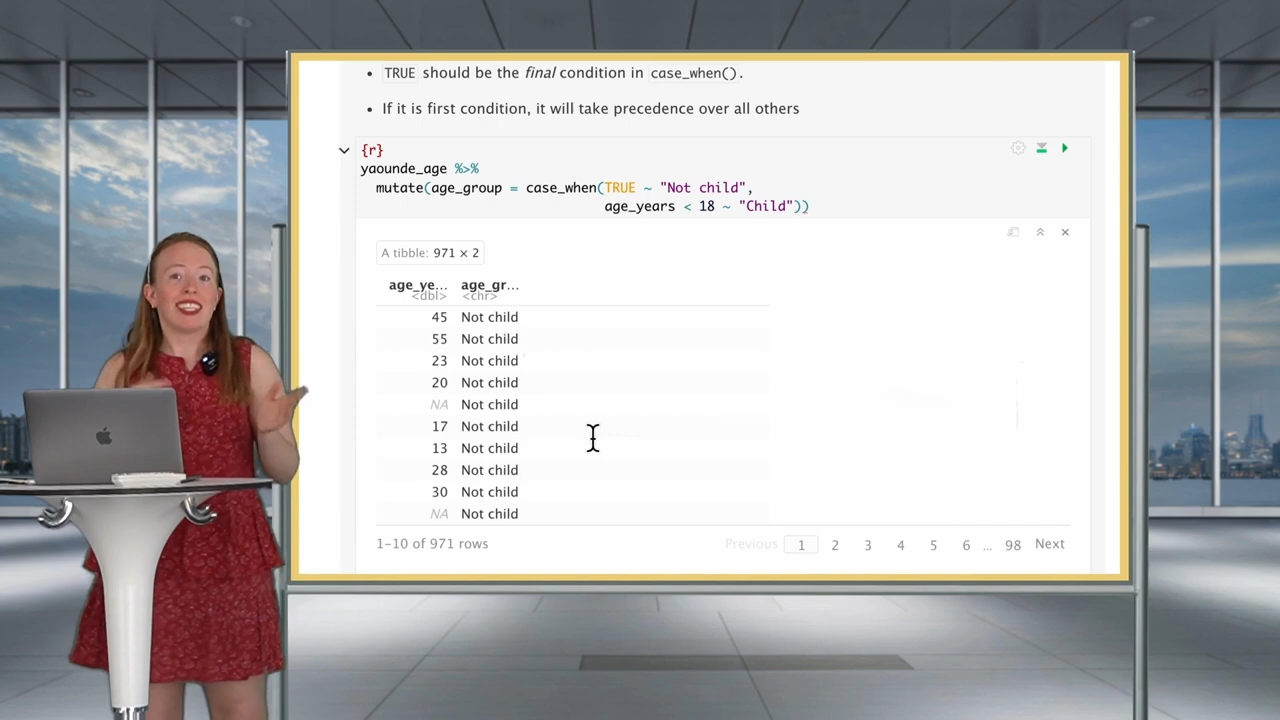 • TRUE should be the final condition in case_when().
• If it is first condition, it will take precedence over all others
{r}
yaounde_age %>%
mutate(age_group = case_when(TRUE ~ "Not child",
age_years < 18 ~ "Child"))
A tibble: 971 × 2
age_ye... age_gr...
<dbl> <chr>
45 Not child
55 Not child
23 Not child
20 Not child
NA Not child
17 Not child
13 Not child
28 Not child
30 Not child
NA Not child
1-10 of 971 rows Previous 1 2 3 4 5 6 ... 98 Next